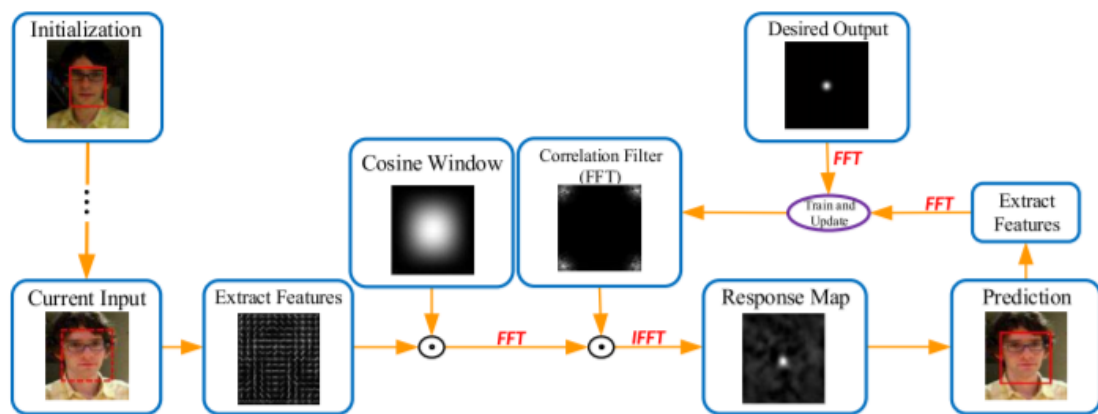 Initialization
Desired Output
Cosine Window
Correlation Filter
(FFT)
FFT
Train and
Update
FFT
Extract
Features
Current Input
Extract Features
FFT
IFFT
Response Map
Prediction